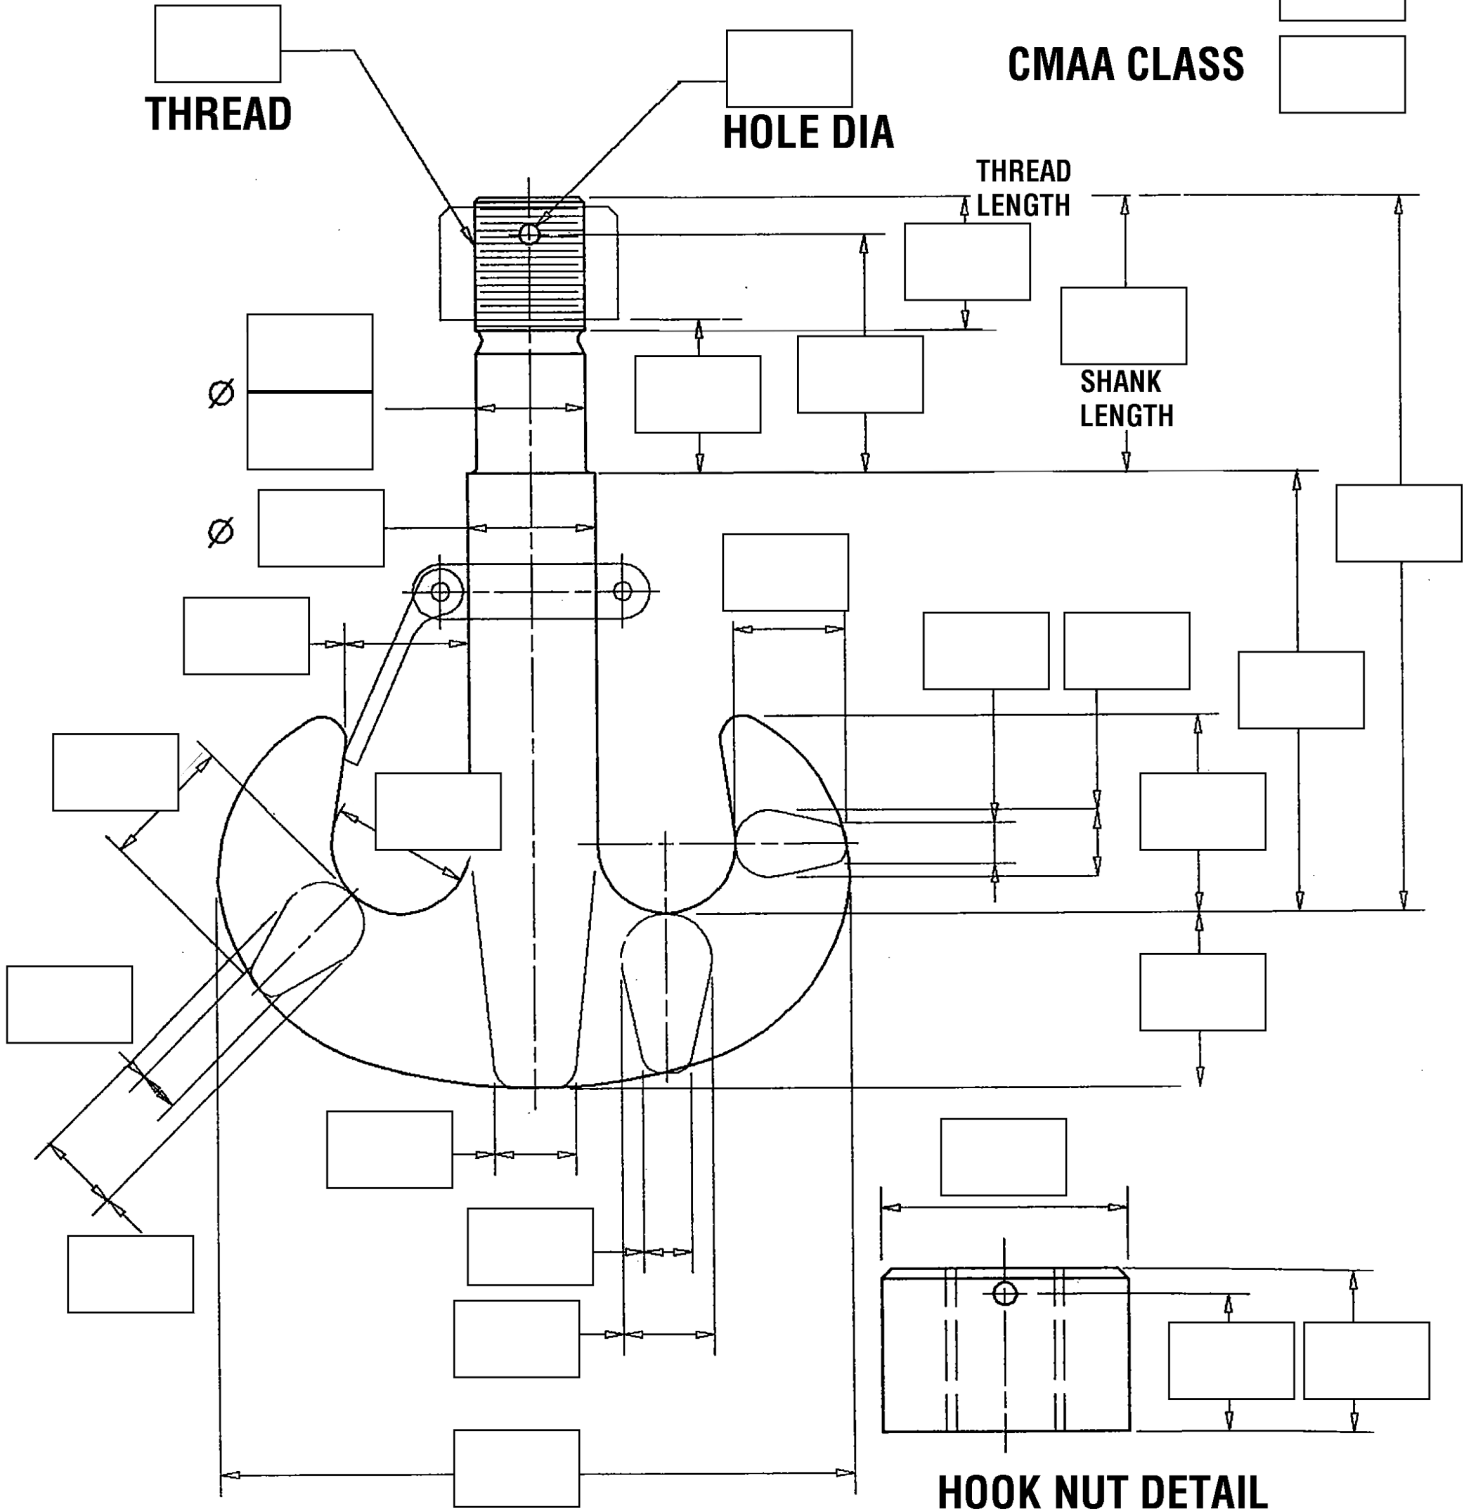 CMAA CLASS
THREAD
HOLE DIA
THREAD
LENGTH
SHANK
LENGTH
Ø
Ø
HOOK NUT DETAIL